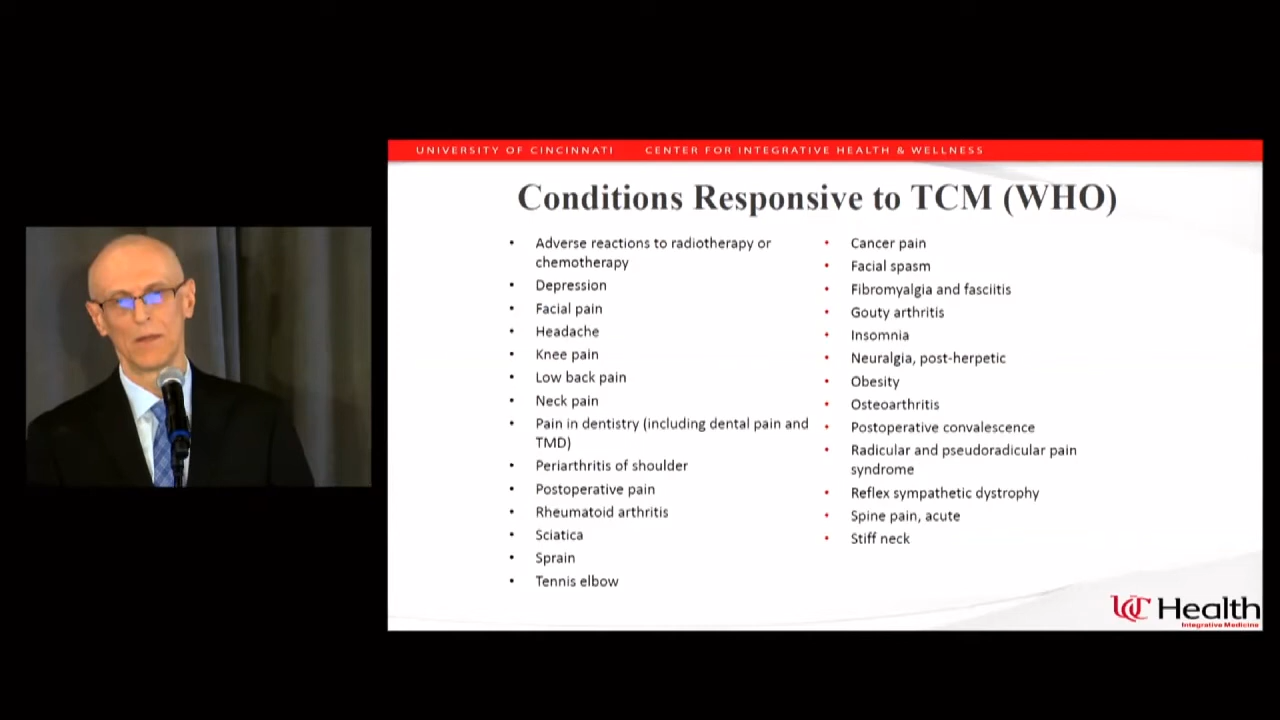 UNIVERSITY OF CINCINNATI CENTER FOR INTEGRATIVE HEALTH & WELLNESS
Conditions Responsive to TCM (WHO)
• Adverse reactions to radiotherapy or
chemotherapy
• Depression
• Facial pain
• Headache
• Knee pain
• Low back pain
• Neck pain
• Pain in dentistry (including dental pain and
TMD)
• Periarthritis of shoulder
• Postoperative pain
• Rheumatoid arthritis
• Sciatica
• Sprain
• Tennis elbow
• Cancer pain
• Facial spasm
• Fibromyalgia and fasciitis
• Gouty arthritis
• Insomnia
• Neuralgia, post-herpetic
• Obesity
• Osteoarthritis
• Postoperative convalescence
• Radicular and pseudoradicular pain
syndrome
• Reflex sympathetic dystrophy
• Spine pain, acute
• Stiff neck
UC Health
Integrative Medicine